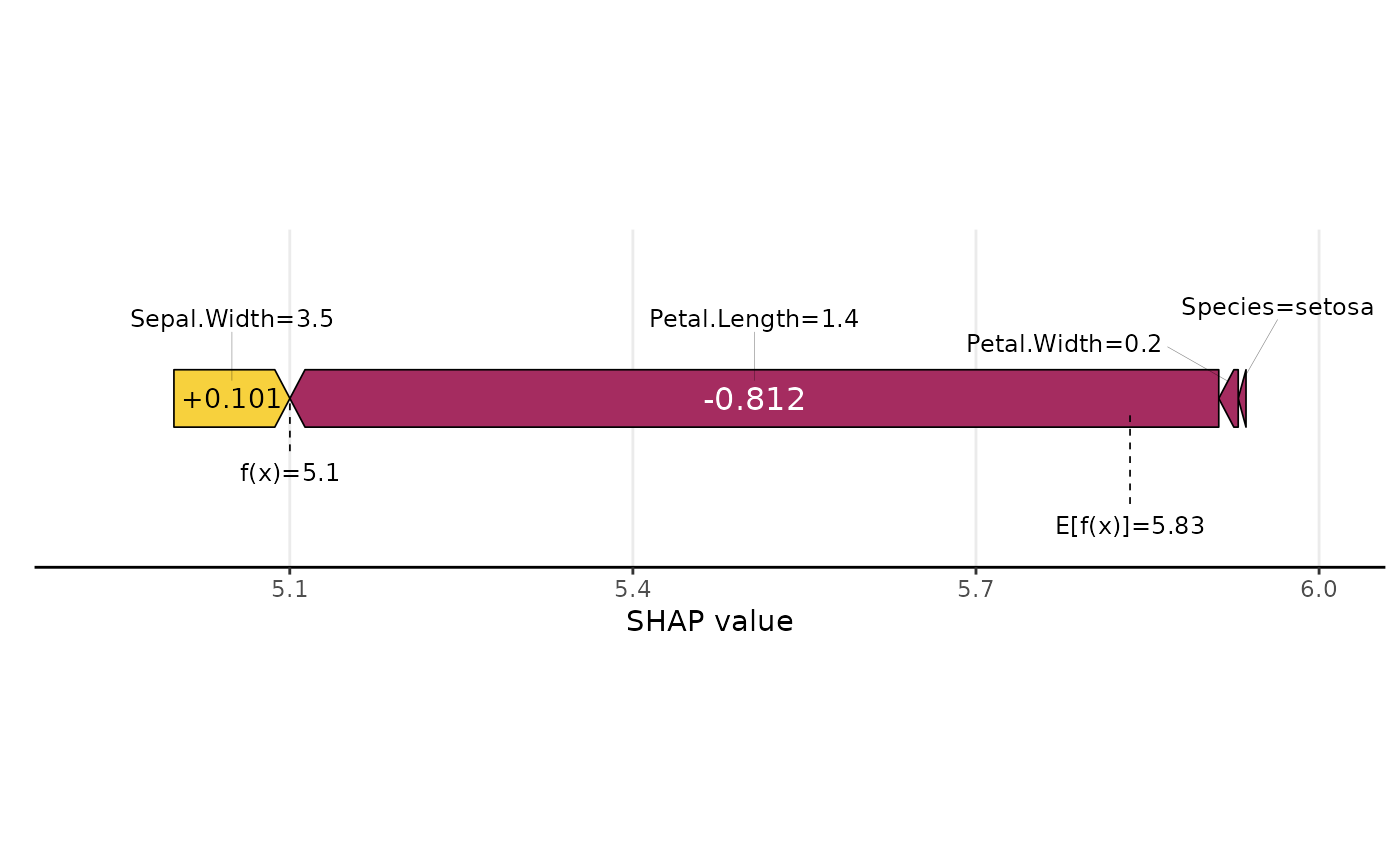 Species=setosa
Sepal.Width=3.5
Petal.Length=1.4
Petal.Width=0.2
+0.101
-0.812
f(x)=5.1
E[f(x)]=5.83
5.1
5.4
5.7
6.0
SHAP value